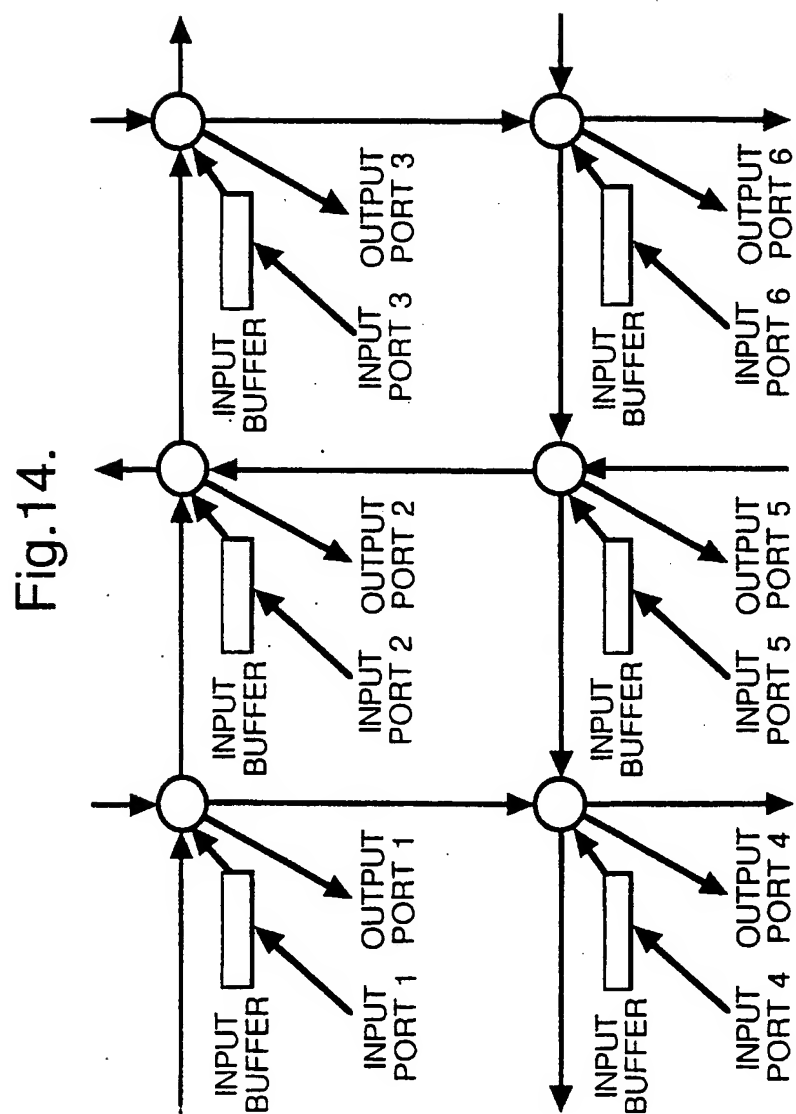 Fig.14.
INPUT
BUFFER
INPUT
PORT 1
OUTPUT
PORT 1
INPUT
BUFFER
INPUT
PORT 2
OUTPUT
PORT 2
INPUT
BUFFER
INPUT
PORT 3
OUTPUT
PORT 3
INPUT
BUFFER
INPUT
PORT 4
OUTPUT
PORT 4
INPUT
BUFFER
INPUT
PORT 5
OUTPUT
PORT 5
INPUT
BUFFER
INPUT
PORT 6
OUTPUT
PORT 6